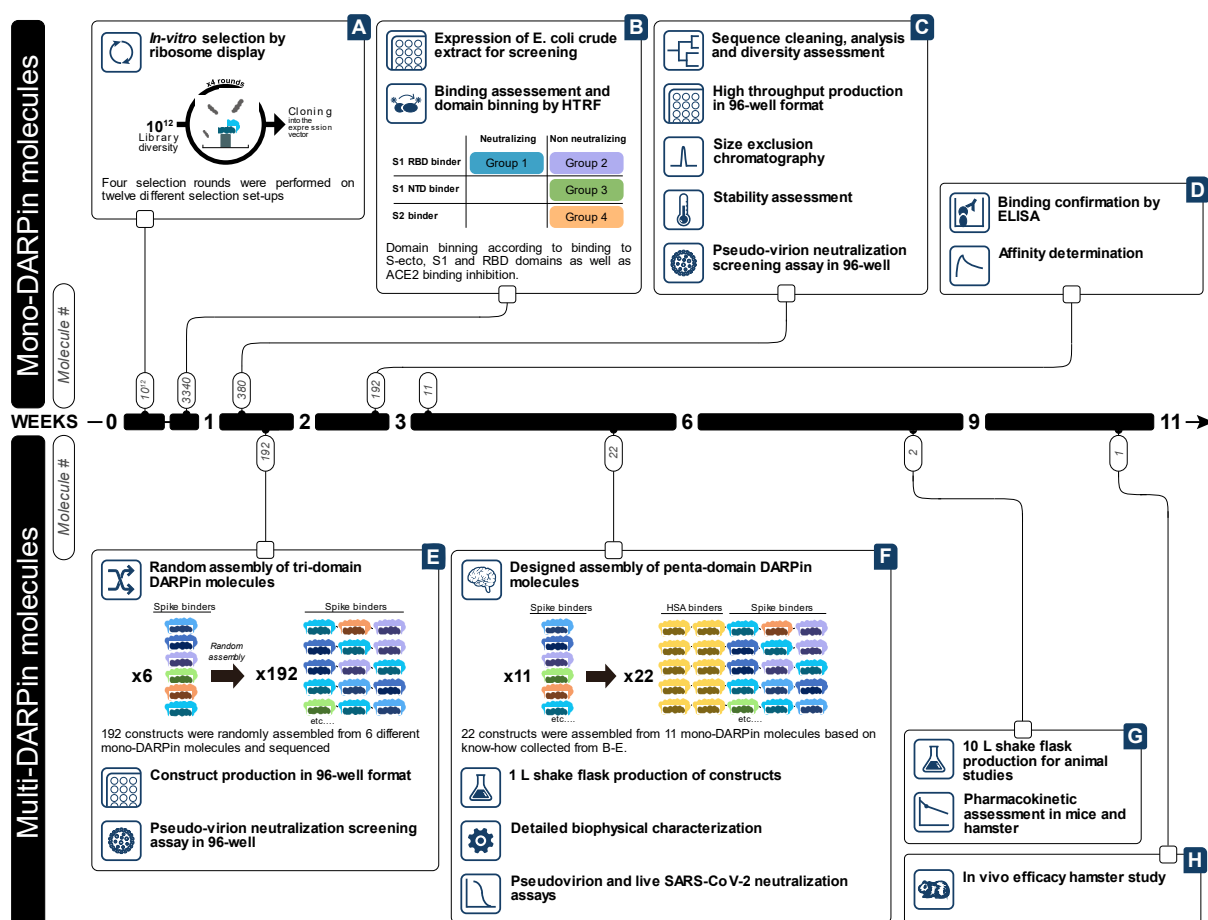 Mono-DARPin molecules
Molecule #
A
In-vitro selection by
ribosome display
x4 rounds
10¹²
Library
diversity
Cloning
into the
expression
vector
Four selection rounds were performed on
twelve different selection set-ups
B
Expression of E. coli crude
extract for screening
Binding assessement and
domain binning by HTRF
Neutralizing
Non neutralizing
S1 RBD binder
Group 1
Group 2
S1 NTD binder
Group 3
S2 binder
Group 4
Domain binning according to binding to
S-ecto, S1 and RBD domains as well as
ACE2 binding inhibition.
C
Sequence cleaning, analysis
and diversity assessment
High throughput production
in 96-well format
Size exclusion
chromatography
Stability assessment
Pseudo-virion neutralization
screening assay in 96-well
D
Binding confirmation by
ELISA
Affinity determination
10¹²
3340
380
192
11
WEEKS
0
1
2
3
6
9
11
Multi-DARPin molecules
Molecule #
192
22
2
1
E
Random assembly of tri-domain
DARPin molecules
Spike binders
Spike binders
x6
Random
assembly
x192
etc....
192 constructs were randomly assembled from 6 different
mono-DARPin molecules and sequenced
Construct production in 96-well format
Pseudo-virion neutralization screening
assay in 96-well
F
Designed assembly of penta-domain DARPin
molecules
Spike binders
HSA binders
Spike binders
x11
x22
etc....
etc....
22 constructs were assembled from 11 mono-DARPin molecules based on
know-how collected from B-E.
1 L shake flask production of constructs
Detailed biophysical characterization
Pseudovirion and live SARS-CoV-2 neutralization
assays
G
10 L shake flask
production for animal
studies
Pharmacokinetic
assessment in mice and
hamster
H
In vivo efficacy hamster study